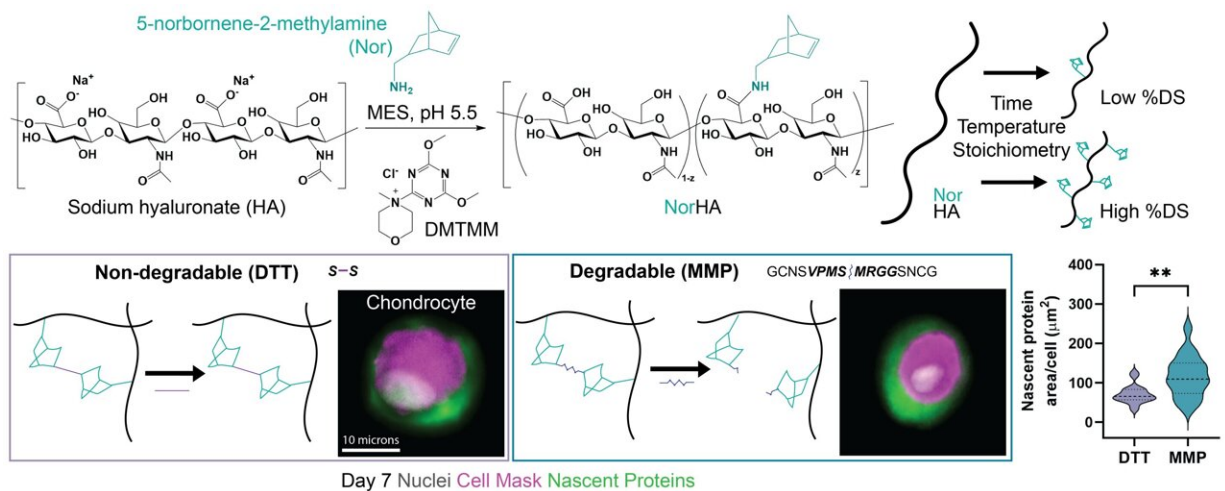 5-norbornene-2-methylamine
(Nor)
Na⁺
Na⁺
NH₂
MES, pH 5.5
Cl⁻
DMTMM
Sodium hyaluronate (HA)
NorHA
1-z
z
Time
Temperature
Stoichiometry
Low %DS
High %DS
Nor
HA
Non-degradable (DTT)
S–S
Chondrocyte
10 microns
Degradable (MMP)
GCNSVPMS⸾MRGGSNCG
Nascent protein
area/cell (μm²)
400
300
200
100
0
**
DTT
MMP
Day 7 Nuclei Cell Mask Nascent Proteins